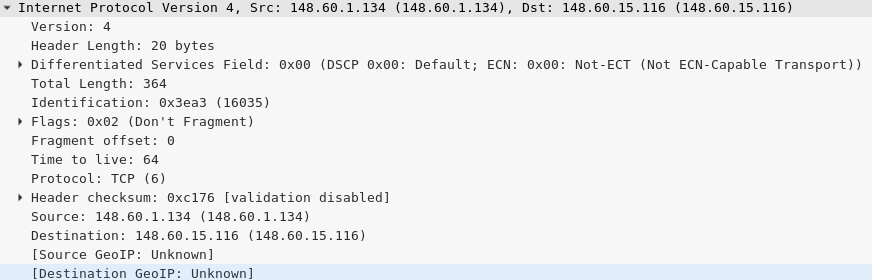 Internet Protocol Version 4, Src: 148.60.1.134 (148.60.1.134), Dst: 148.60.15.116 (148.60.15.116)
Version: 4
Header Length: 20 bytes
Differentiated Services Field: 0x00 (DSCP 0x00: Default; ECN: 0x00: Not-ECT (Not ECN-Capable Transport))
Total Length: 364
Identification: 0x3ea3 (16035)
Flags: 0x02 (Don't Fragment)
Fragment offset: 0
Time to live: 64
Protocol: TCP (6)
Header checksum: 0xc176 [validation disabled]
Source: 148.60.1.134 (148.60.1.134)
Destination: 148.60.15.116 (148.60.15.116)
[Source GeoIP: Unknown]
[Destination GeoIP: Unknown]